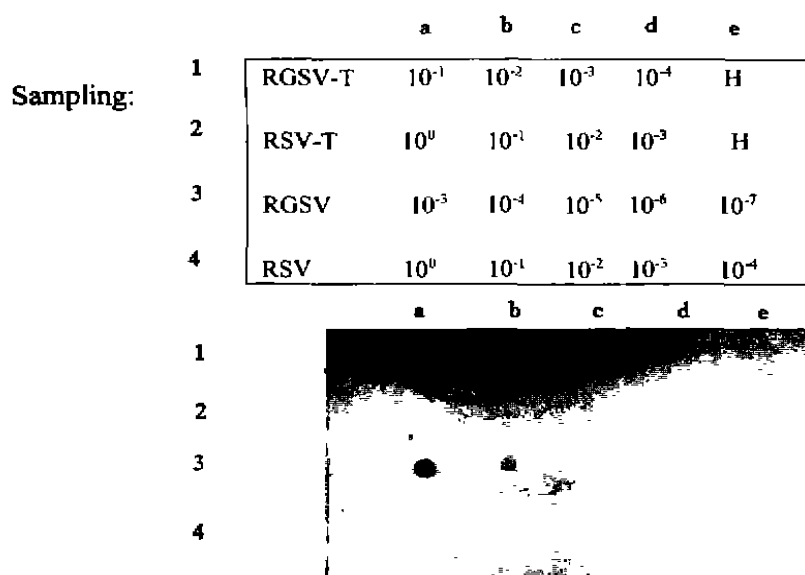 a b c d e
Sampling:
1 RGSV-T 10⁻¹ 10⁻² 10⁻³ 10⁻⁴ H
2 RSV-T 10⁰ 10⁻¹ 10⁻² 10⁻³ H
3 RGSV 10⁻³ 10⁻⁴ 10⁻⁵ 10⁻⁶ 10⁻⁷
4 RSV 10⁰ 10⁻¹ 10⁻² 10⁻³ 10⁻⁴
a b c d e
1
2
3
4